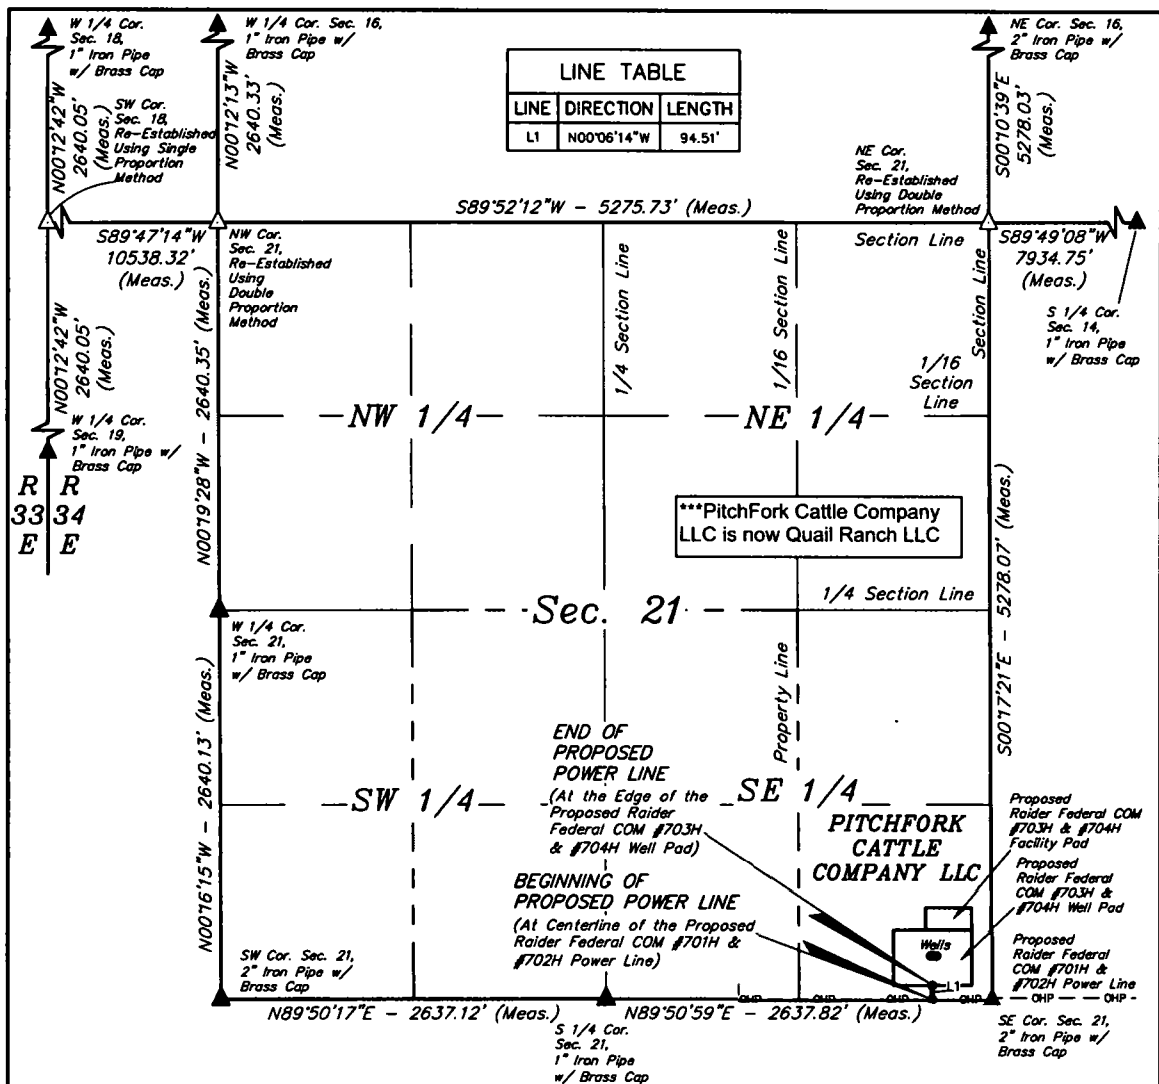 W 1/4 Cor.
Sec. 18,
1" Iron Pipe
w/ Brass Cap
W 1/4 Cor. Sec. 16,
1" Iron Pipe w/
Brass Cap
NE Cor. Sec. 16,
2" Iron Pipe w/
Brass Cap
LINE TABLE
LINE DIRECTION LENGTH
L1 N00°06'14"W 94.51'
N00°12'42"W
2640.05'
(Meas.)
SW Cor.
Sec. 18,
Re-Established
Using Single
Proportion
Method
N00°12'13"W
2640.33'
(Meas.)
S00°10'39"E
5278.03'
(Meas.)
NE Cor.
Sec. 21,
Re-Established
Using Double
Proportion Method
S89°52'12"W - 5275.73' (Meas.)
S89°47'14"W
10538.32'
(Meas.)
NW Cor.
Sec. 21,
Re-Established
Using
Double
Proportion
Method
Section Line
S89°49'08"W
7934.75'
(Meas.)
S 1/4 Cor.
Sec. 14,
1" Iron Pipe
w/ Brass Cap
N00°12'42"W
2640.05'
(Meas.)
N00°19'28"W - 2640.35' (Meas.)
1/4 Section Line
1/16 Section Line
Section Line
1/16
Section
Line
W 1/4 Cor.
Sec. 19,
1" Iron Pipe w/
Brass Cap
NW 1/4
NE 1/4
R R
33 34
E E
***PitchFork Cattle Company
LLC is now Quail Ranch LLC
S00°17'21"E - 5278.07' (Meas.)
1/4 Section Line
Sec. 21
W 1/4 Cor.
Sec. 21,
1" Iron Pipe
w/ Brass Cap
N00°16'15"W - 2640.13' (Meas.)
Property Line
END OF
PROPOSED
POWER LINE
(At the Edge of the
Proposed Raider
Federal COM #703H
& #704H Well Pad)
SW 1/4
SE 1/4
PITCHFORK
CATTLE
COMPANY LLC
Proposed
Raider Federal COM
#703H & #704H
Facility Pad
Proposed
Raider Federal
COM #703H &
#704H Well Pad
BEGINNING OF
PROPOSED POWER LINE
(At Centerline of the Proposed
Raider Federal COM #701H &
#702H Power Line)
Wells
L1
Proposed
Raider Federal
COM #701H &
#702H Power Line
SW Cor. Sec. 21,
2" Iron Pipe w/
Brass Cap
OHP OHP OHP OHP OHP OHP
N89°50'17"E - 2637.12' (Meas.)
N89°50'59"E - 2637.82' (Meas.)
S 1/4 Cor.
Sec. 21,
1" Iron Pipe
w/ Brass Cap
SE Cor. Sec. 21,
2" Iron Pipe w/
Brass Cap